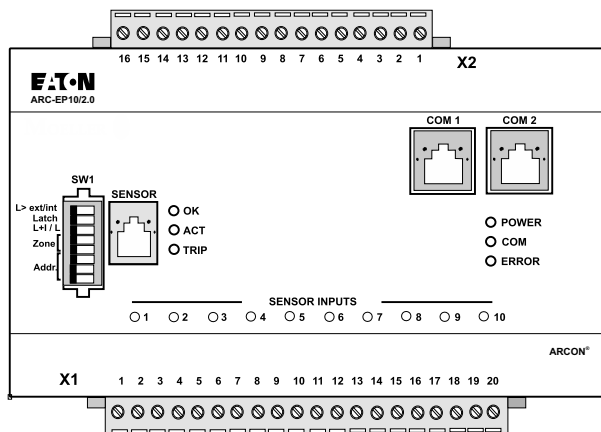 16 15 14 13 12 11 10 9 8 7 6 5 4 3 2 1 X2
EATON
ARC-EP10/2.0
COM 1 COM 2
SW1
SENSOR
L> ext/int
Latch
L+I / L
Zone
Addr.
OK
ACT
TRIP
POWER
COM
ERROR
SENSOR INPUTS
1 2 3 4 5 6 7 8 9 10
ARCON®
X1 1 2 3 4 5 6 7 8 9 10 11 12 13 14 15 16 17 18 19 20